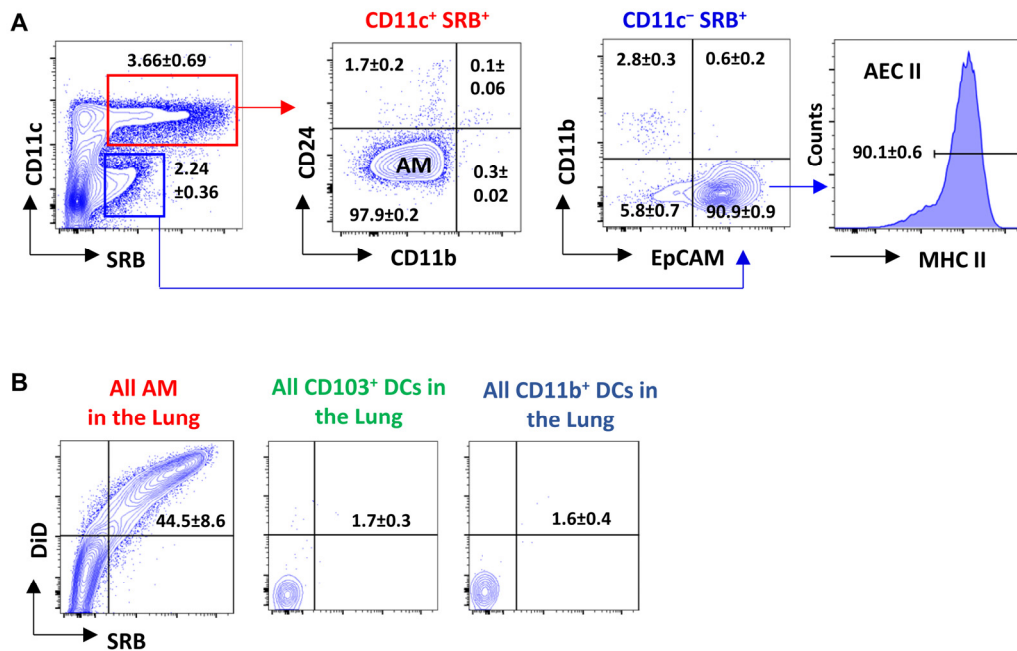 A
CD11c⁺ SRB⁺
CD11c⁻ SRB⁺
3.66±0.69
2.24
±0.36
CD11c
SRB
1.7±0.2
0.1±
0.06
AM
0.3±
0.02
97.9±0.2
CD24
CD11b
2.8±0.3
0.6±0.2
5.8±0.7
90.9±0.9
CD11b
EpCAM
AEC II
90.1±0.6
Counts
MHC II
B
All AM
in the Lung
All CD103⁺ DCs in
the Lung
All CD11b⁺ DCs in
the Lung
44.5±8.6
1.7±0.3
1.6±0.4
DiD
SRB